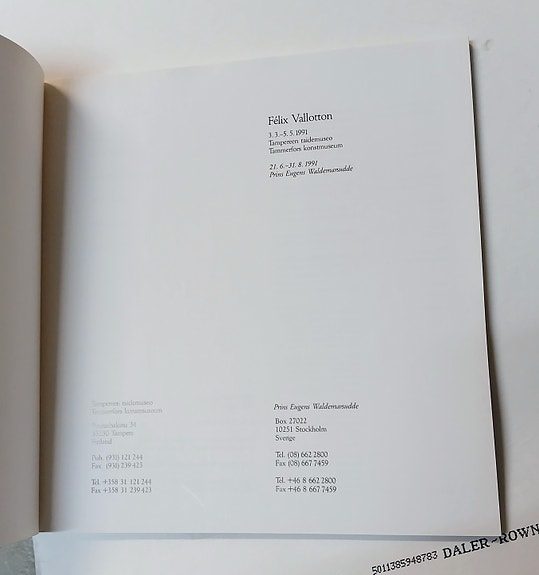 Félix Vallotton
3. 3.–5. 5. 1991
Tampereen taidemuseo
Tammerfors konstmuseum
21. 6.–31. 8. 1991
Prins Eugens Waldemarsudde
Tampereen taidemuseo
Tammerfors konstmuseum
34
Tampere
Finland
Puh. (931) 121 244
Fax (931) 239 423
Tel. +358 31 121 244
Fax +358 31 239 423
Prins Eugens Waldemarsudde
Box 27022
10251 Stockholm
Sverige
Tel. (08) 662 2800
Fax (08) 667 7459
Tel. +46 8 662 2800
Fax +46 8 667 7459
5011385948783 DALER~ROWN